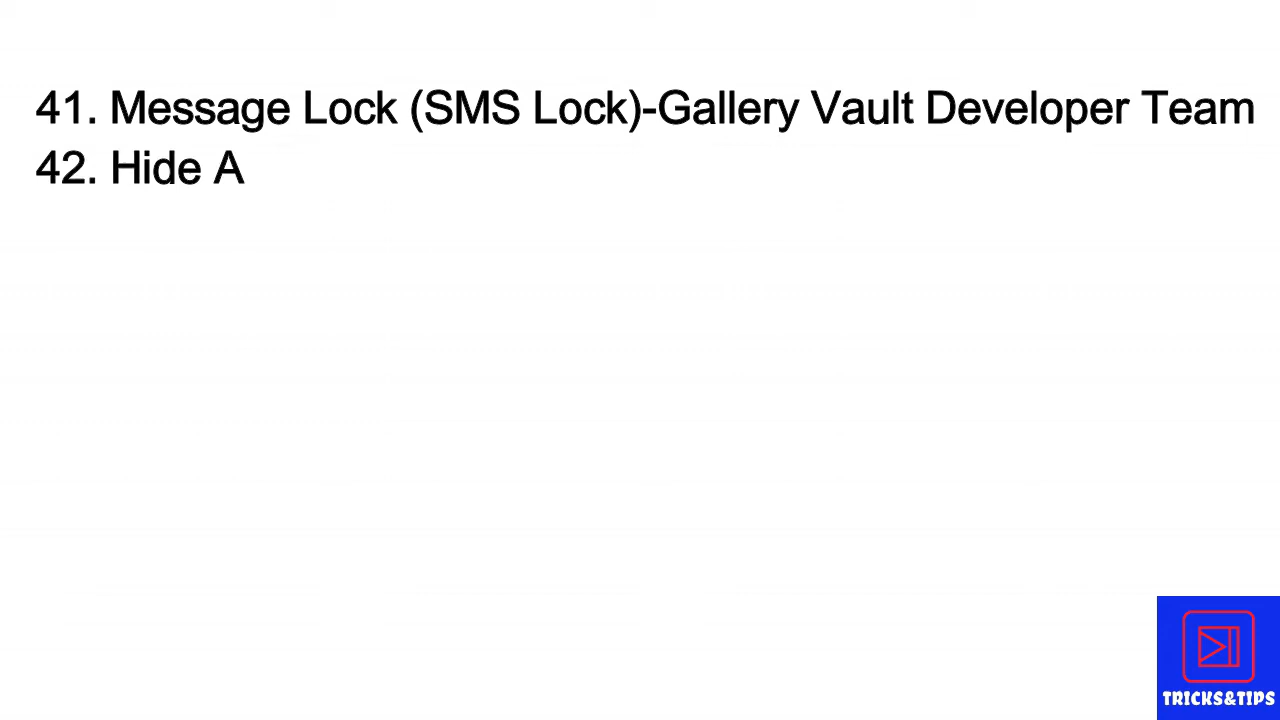 41. Message Lock (SMS Lock)-Gallery Vault Developer Team
42. Hide A
TRICKS&TIPS